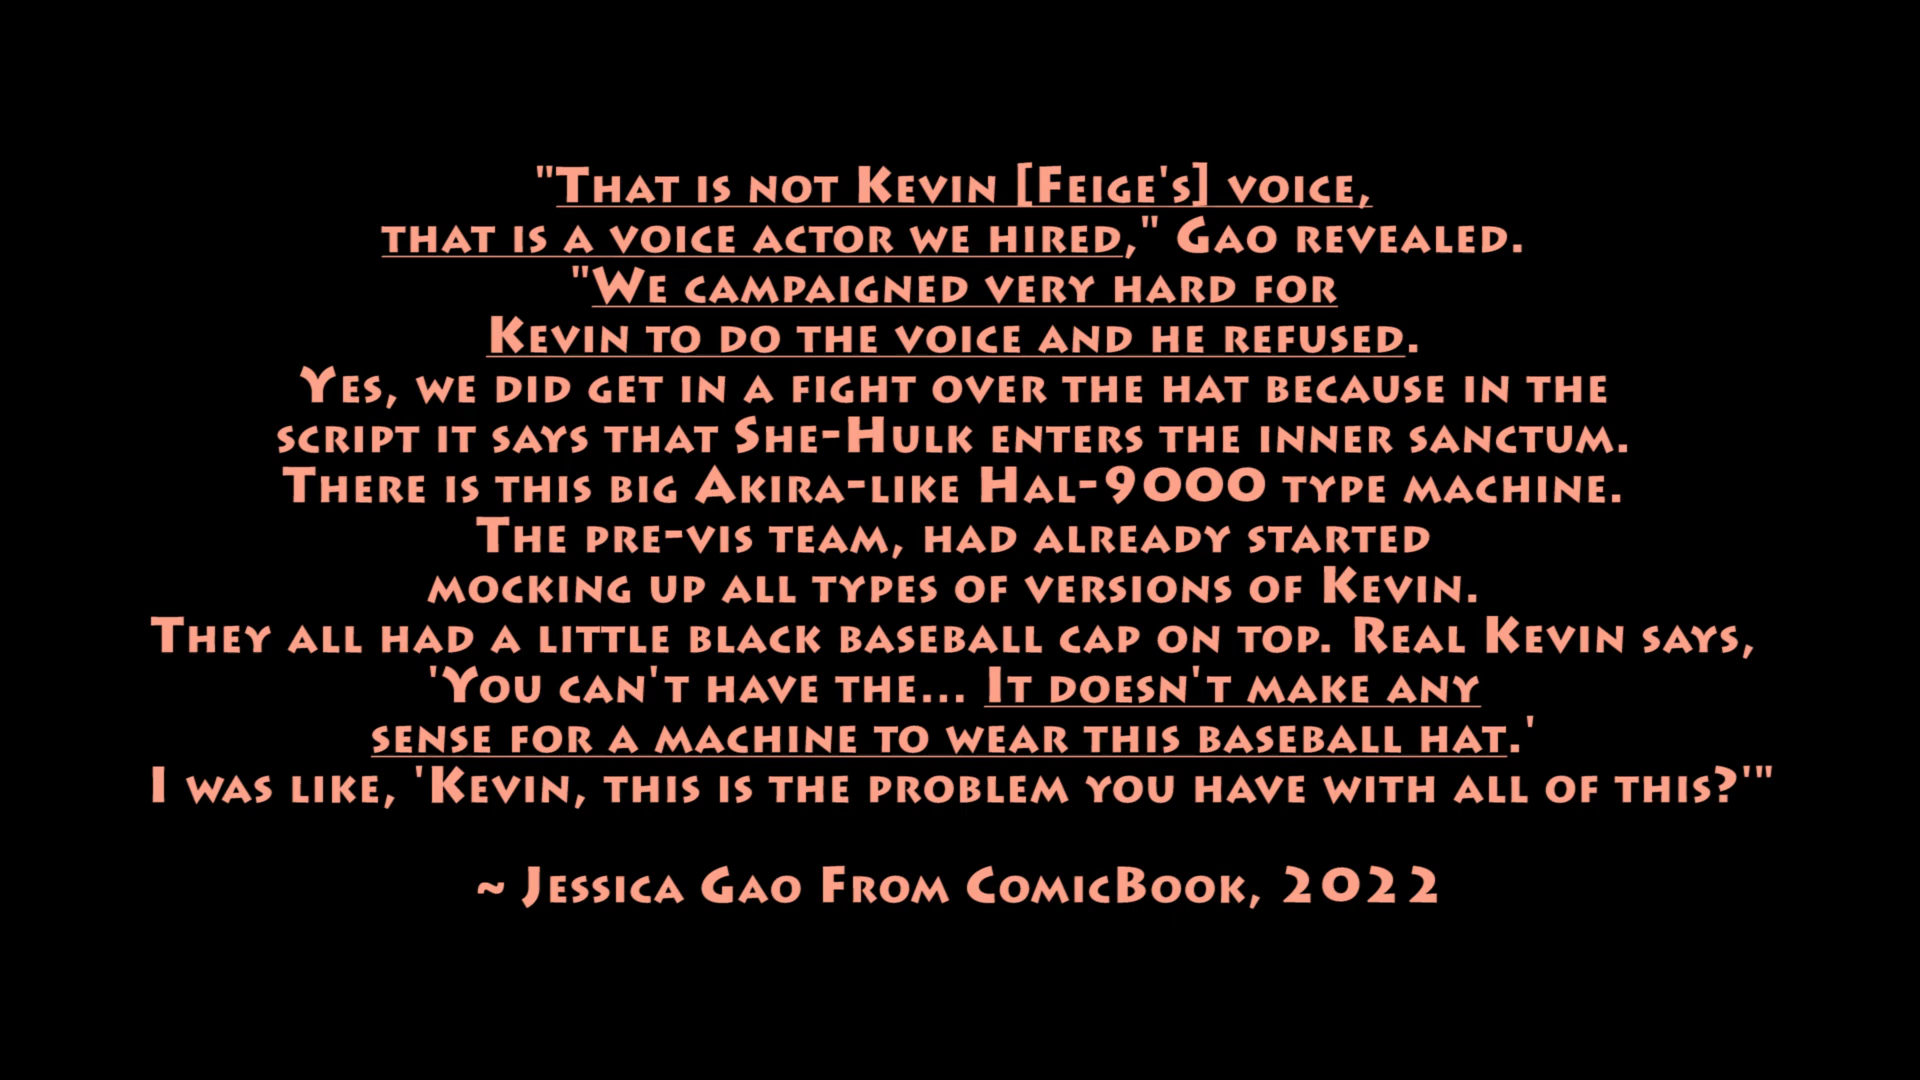 "That is not Kevin [Feige's] voice,
that is a voice actor we hired," Gao revealed.
"We campaigned very hard for
Kevin to do the voice and he refused.
Yes, we did get in a fight over the hat because in the
script it says that She-Hulk enters the inner sanctum.
There is this big Akira-like Hal-9000 type machine.
The pre-vis team, had already started
mocking up all types of versions of Kevin.
They all had a little black baseball cap on top. Real Kevin says,
'You can't have the... It doesn't make any
sense for a machine to wear this baseball hat.'
I was like, 'Kevin, this is the problem you have with all of this?'"
~ Jessica Gao From ComicBook, 2022